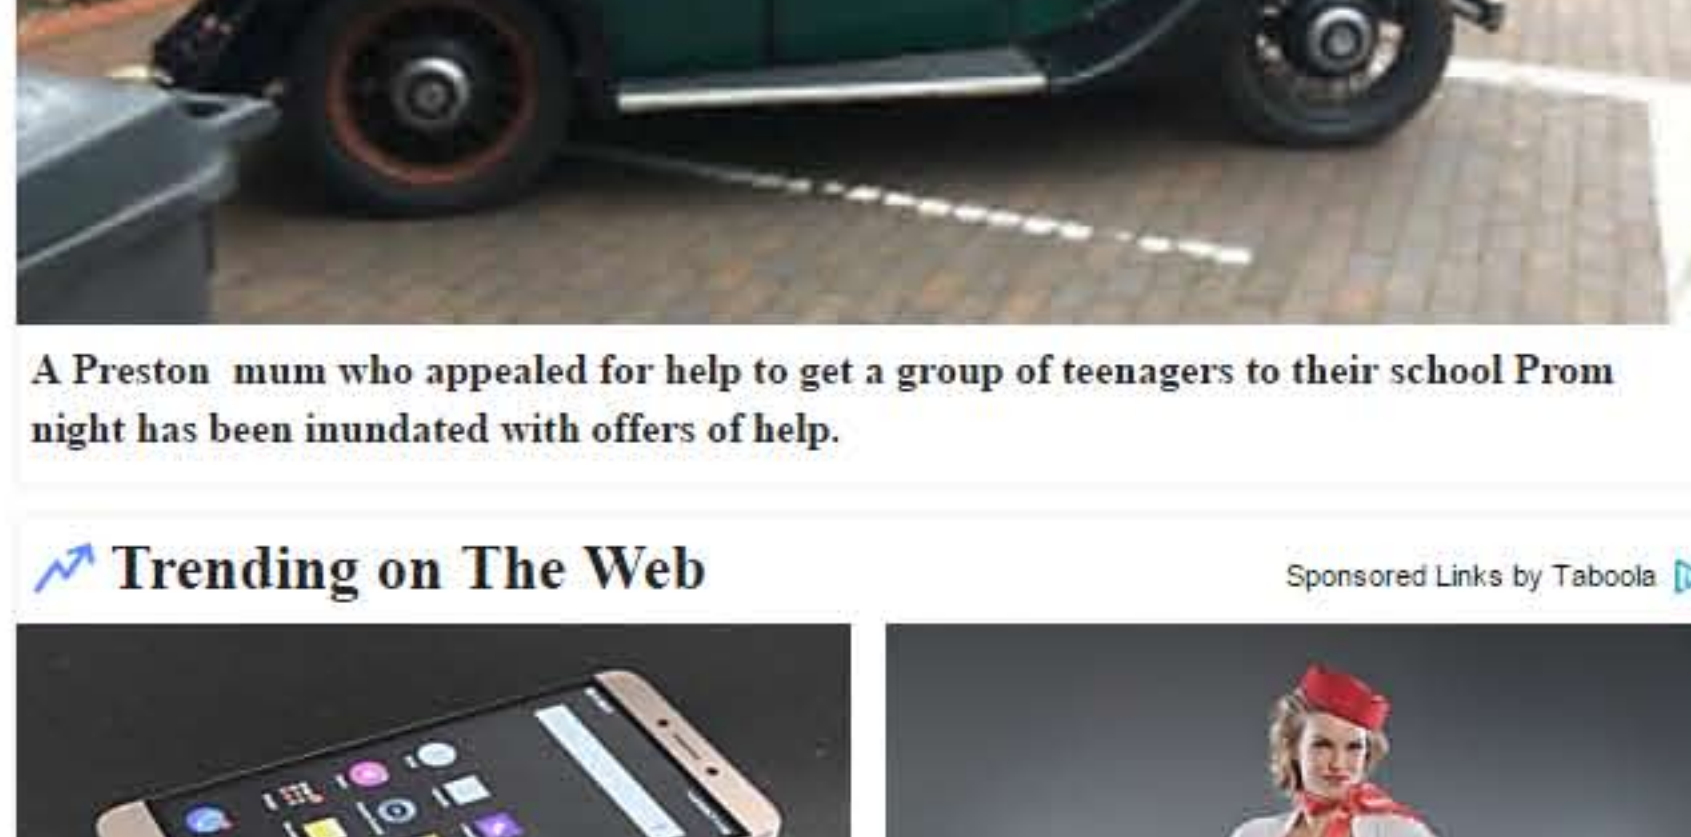 A Preston mum who appealed for help to get a group of teenagers to their school Prom
night has been inundated with offers of help.
Trending on The Web
Sponsored Links by Taboola